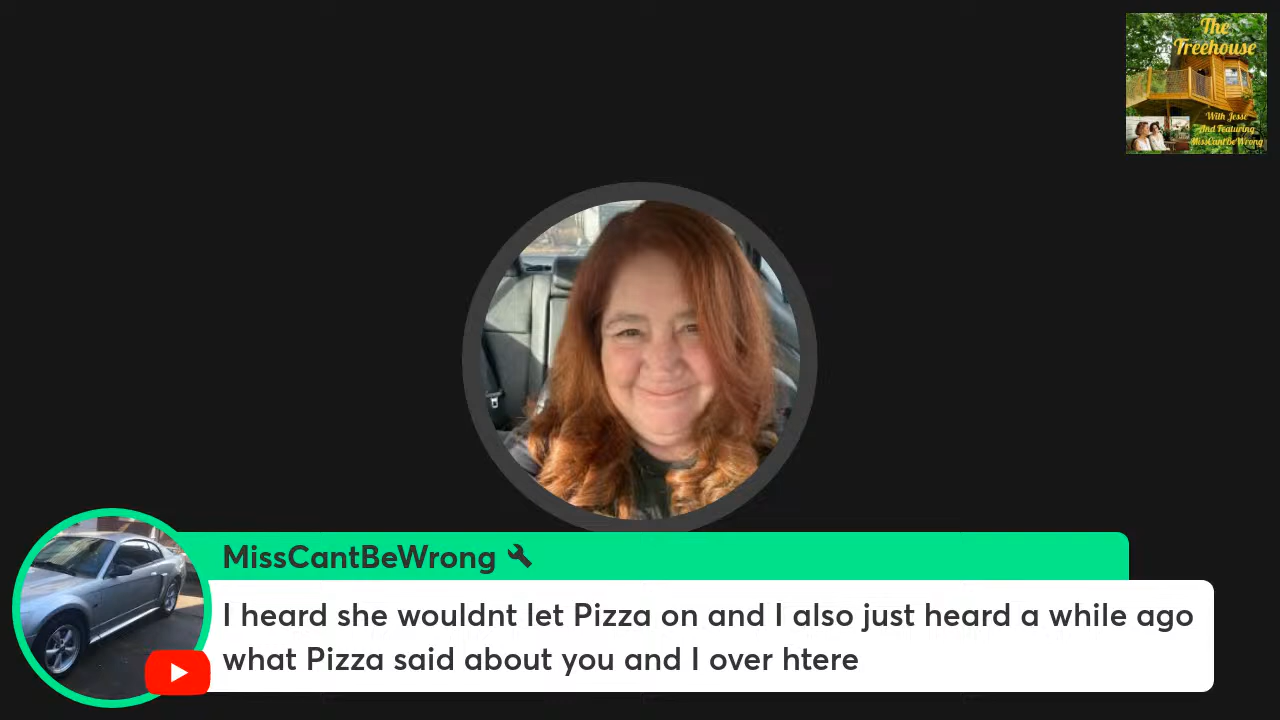 The
Treehouse
With Jesse
And Featuring
MissCantBeWrong
MissCantBeWrong
I heard she wouldnt let Pizza on and I also just heard a while ago
what Pizza said about you and I over htere